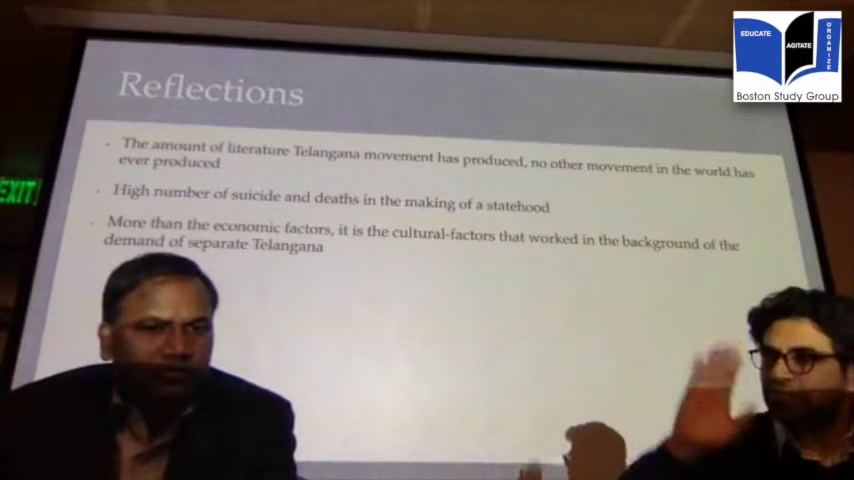 EDUCATE
AGITATE
ORGANIZE
Boston Study Group
Reflections
The amount of literature Telangana movement has produced, no other movement in the world has
ever produced
EXIT
High number of suicide and deaths in the making of a statehood
More than the economic factors, it is the cultural-factors that worked in the background of the
demand of separate Telangana